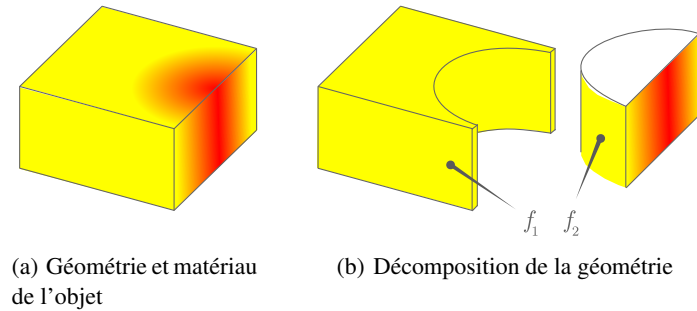 f₁ f₂
(a) Géométrie et matériau
de l'objet
(b) Décomposition de la géométrie